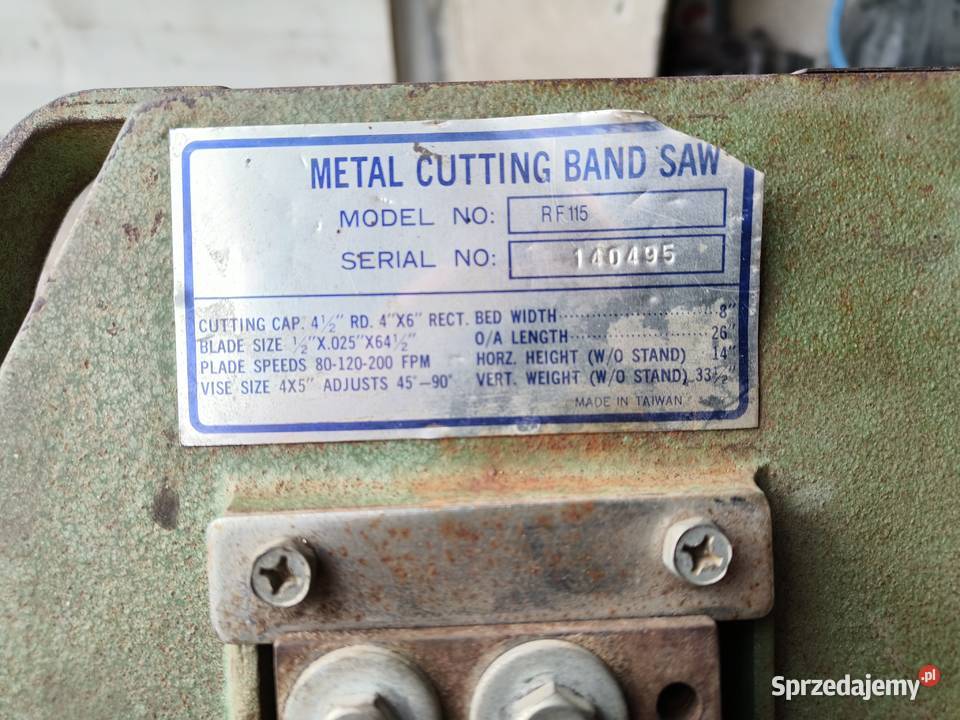 METAL CUTTING BAND SAW
MODEL NO: RF115
SERIAL NO: 140495
CUTTING CAP. 4½" RD. 4"X6" RECT.
BLADE SIZE ½"X.025"X64½"
PLADE SPEEDS 80-120-200 FPM
VISE SIZE 4X5" ADJUSTS 45°-90°
BED WIDTH 8"
O/A LENGTH 26"
HORZ. HEIGHT (W/O STAND) 14"
VERT. WEIGHT (W/O STAND) 33½"
MADE IN TAIWAN
Sprzedajemy.pl